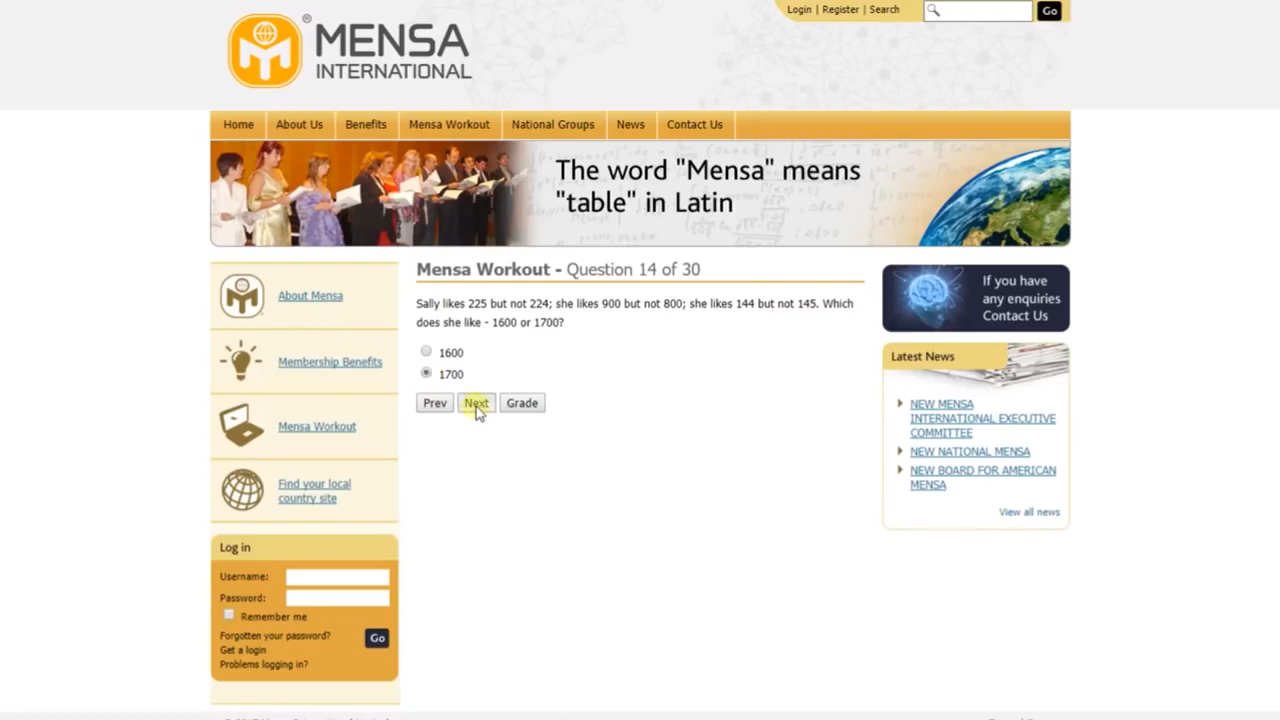 Login | Register | Search
Go
MENSA
INTERNATIONAL
®
Home
About Us
Benefits
Mensa Workout
National Groups
News
Contact Us
The word "Mensa" means
"table" in Latin
About Mensa
Membership Benefits
Mensa Workout
Find your local
country site
Log in
Username:
Password:
Remember me
Forgotten your password?
Go
Get a login
Problems logging in?
Mensa Workout - Question 14 of 30
Sally likes 225 but not 224; she likes 900 but not 800; she likes 144 but not 145. Which
does she like - 1600 or 1700?
1600
1700
Prev
Next
Grade
If you have
any enquiries
Contact Us
Latest News
NEW MENSA
INTERNATIONAL EXECUTIVE
COMMITTEE
NEW NATIONAL MENSA
NEW BOARD FOR AMERICAN
MENSA
View all news